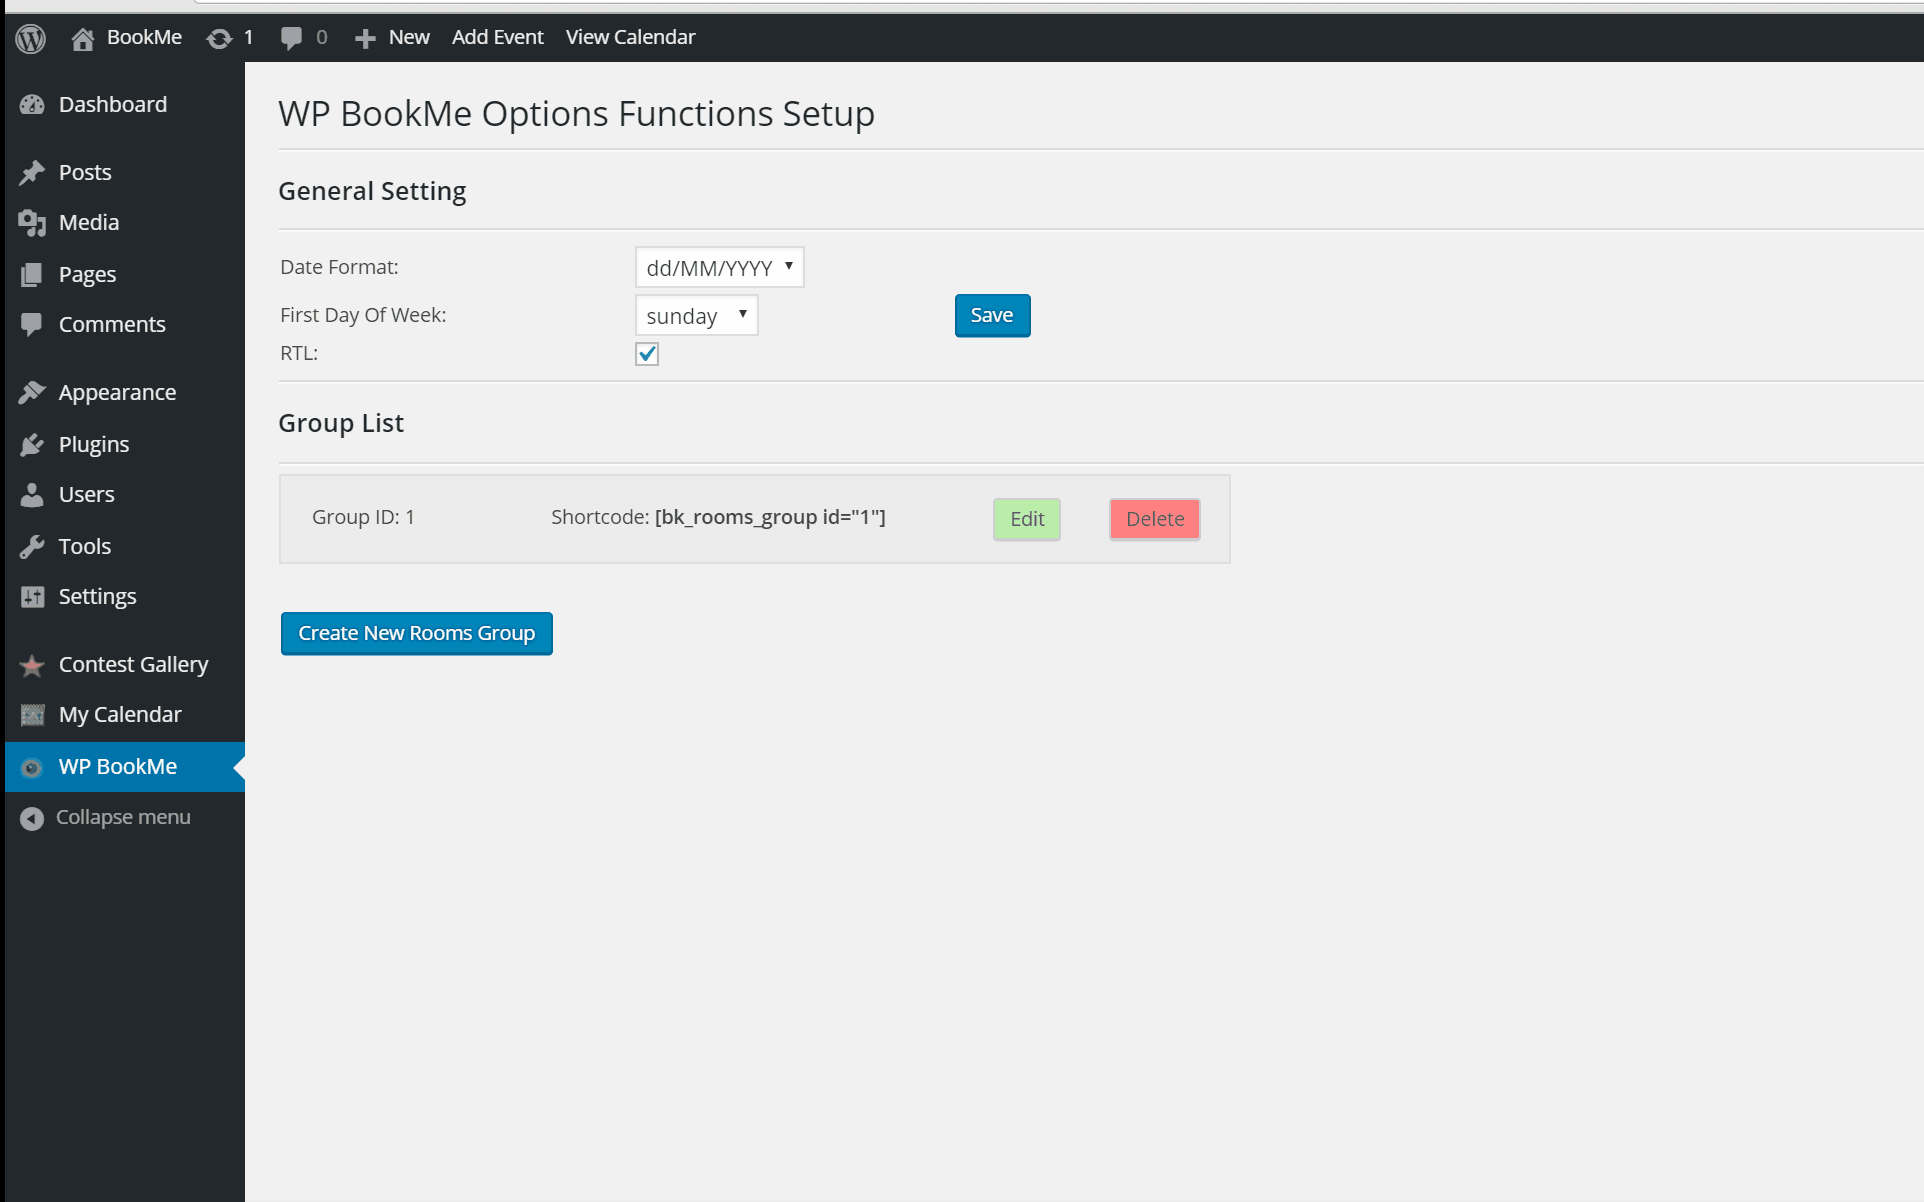 BookMe 1 0 New Add Event View Calendar
Dashboard
Posts
Media
Pages
Comments
Appearance
Plugins
Users
Tools
Settings
Contest Gallery
My Calendar
WP BookMe
Collapse menu
WP BookMe Options Functions Setup
General Setting
Date Format: dd/MM/YYYY
First Day Of Week: sunday Save
RTL:
Group List
Group ID: 1 Shortcode: [bk_rooms_group id="1"] Edit Delete
Create New Rooms Group